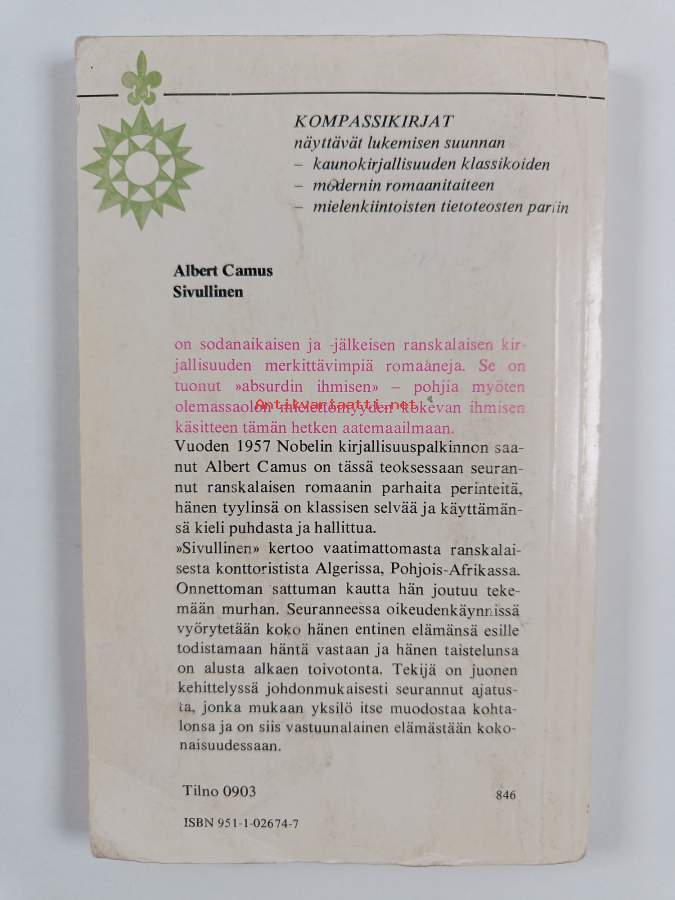 KOMPASSIKIRJAT
näyttävät lukemisen suunnan
– kaunokirjallisuuden klassikoiden
– modernin romaanitaiteen
– mielenkiintoisten tietoteosten pariin
Albert Camus
Sivullinen
on sodanaikaisen ja -jälkeisen ranskalaisen kir-
jallisuuden merkittävimpiä romaaneja. Se on
tuonut »absurdin ihmisen» – pohjia myöten
Antikvariaatti.net
olemassaolon mielettömyyden kokevan ihmisen
käsitteen tämän hetken aatemaailmaan.
Vuoden 1957 Nobelin kirjallisuuspalkinnon saa-
nut Albert Camus on tässä teoksessaan seuran-
nut ranskalaisen romaanin parhaita perinteitä,
hänen tyylinsä on klassisen selvää ja käyttämän-
sä kieli puhdasta ja hallittua.
»Sivullinen» kertoo vaatimattomasta ranskalai-
sesta konttoristista Algerissa, Pohjois-Afrikassa.
Onnettoman sattuman kautta hän joutuu teke-
mään murhan. Seuranneessa oikeudenkäynnissä
vyörytetään koko hänen entinen elämänsä esille
todistamaan häntä vastaan ja hänen taistelunsa
on alusta alkaen toivotonta. Tekijä on juonen
kehittelyssä johdonmukaisesti seurannut ajatus-
ta, jonka mukaan yksilö itse muodostaa kohta-
lonsa ja on siis vastuunalainen elämästään koko-
naisuudessaan.
Tilno 0903
846
ISBN 951-1-02674-7